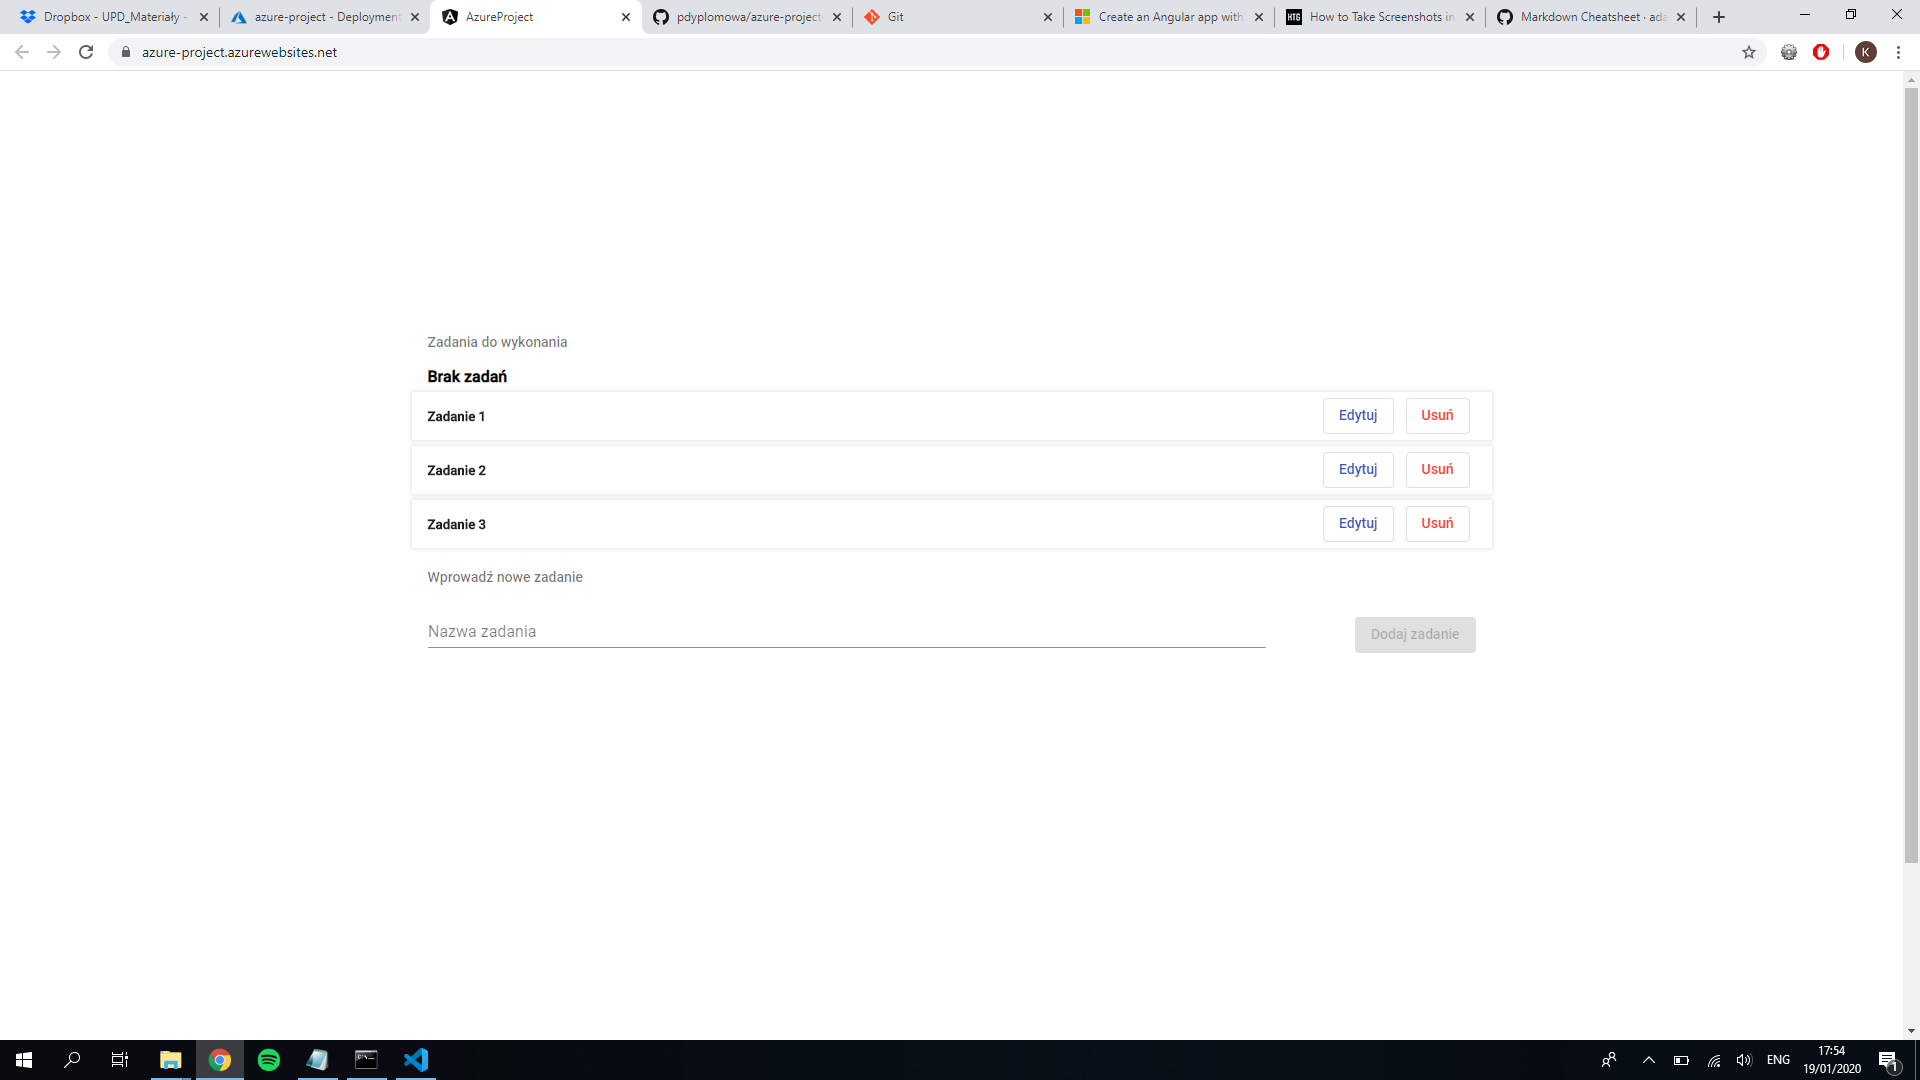 Dropbox - UPD_Materiały -
azure-project - Deployment
AzureProject
pdyplomowa/azure-project
Git
Create an Angular app with
HTG
How to Take Screenshots in
Markdown Cheatsheet · ada
azure-project.azurewebsites.net
K
Zadania do wykonania
Brak zadań
Zadanie 1
Edytuj
Usuń
Zadanie 2
Edytuj
Usuń
Zadanie 3
Edytuj
Usuń
Wprowadź nowe zadanie
Nazwa zadania
Dodaj zadanie
ENG
17:54
19/01/2020
1